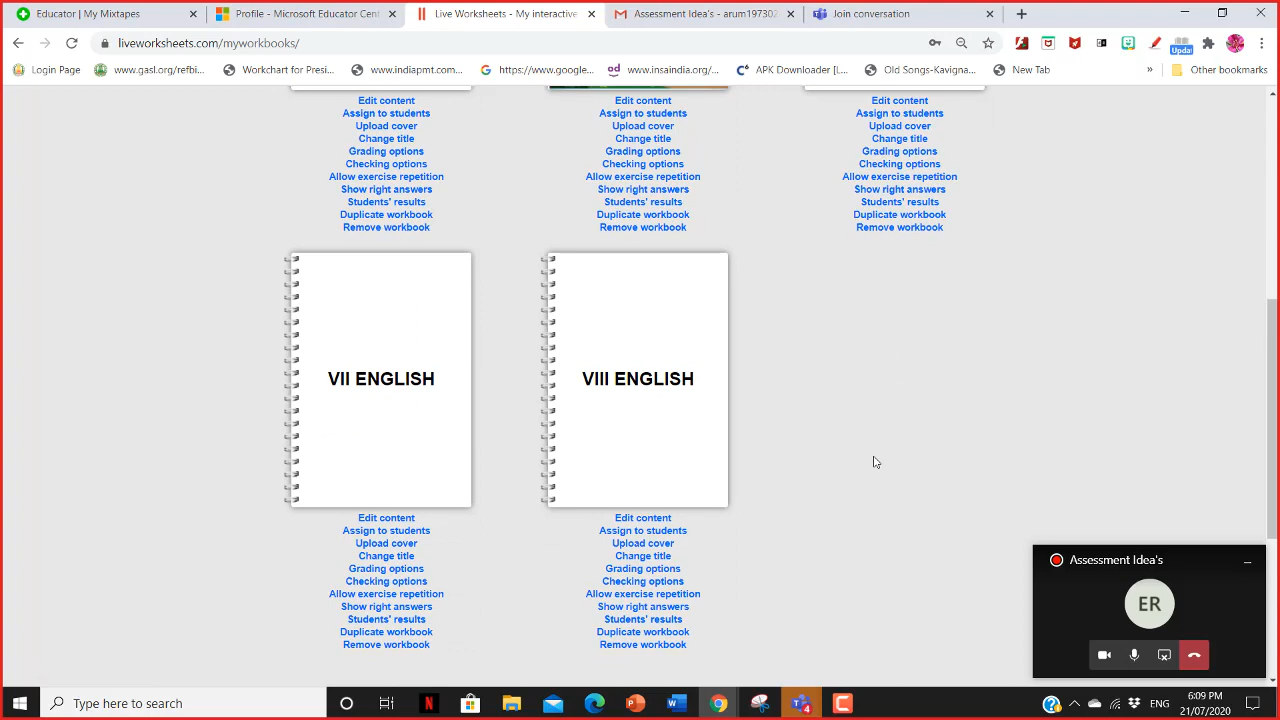 Educator | My Mixtapes
Profile - Microsoft Educator Cent
Live Worksheets - My interactive
Assessment Idea's - arum197302
Join conversation
liveworksheets.com/myworkbooks/
Updat
Login Page
www.gasl.org/refbi...
Workchart for Presi...
www.indiapmt.com...
https://www.google...
www.insaindia.org/...
APK Downloader [L...
Old Songs-Kavigna...
New Tab
»
Other bookmarks
Edit content
Assign to students
Upload cover
Change title
Grading options
Checking options
Allow exercise repetition
Show right answers
Students' results
Duplicate workbook
Remove workbook
Edit content
Assign to students
Upload cover
Change title
Grading options
Checking options
Allow exercise repetition
Show right answers
Students' results
Duplicate workbook
Remove workbook
Edit content
Assign to students
Upload cover
Change title
Grading options
Checking options
Allow exercise repetition
Show right answers
Students' results
Duplicate workbook
Remove workbook
VII ENGLISH
Edit content
Assign to students
Upload cover
Change title
Grading options
Checking options
Allow exercise repetition
Show right answers
Students' results
Duplicate workbook
Remove workbook
VIII ENGLISH
Edit content
Assign to students
Upload cover
Change title
Grading options
Checking options
Allow exercise repetition
Show right answers
Students' results
Duplicate workbook
Remove workbook
Assessment Idea's
ER
Type here to search
ENG
6:09 PM
21/07/2020